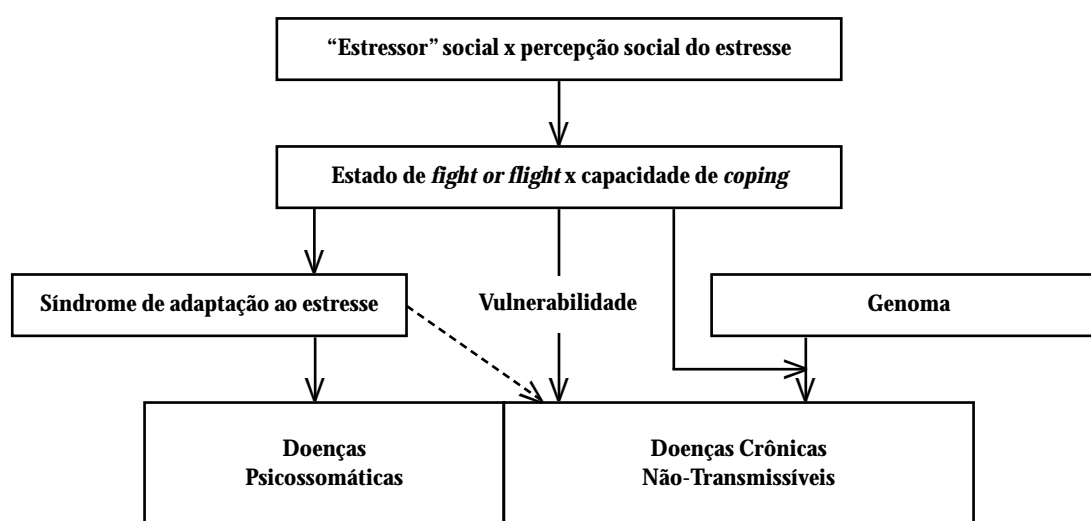 “Estressor” social x percepção social do estresse
Estado de fight or flight x capacidade de coping
Síndrome de adaptação ao estresse
Vulnerabilidade
Genoma
Doenças
Psicossomáticas
Doenças Crônicas
Não-Transmissíveis